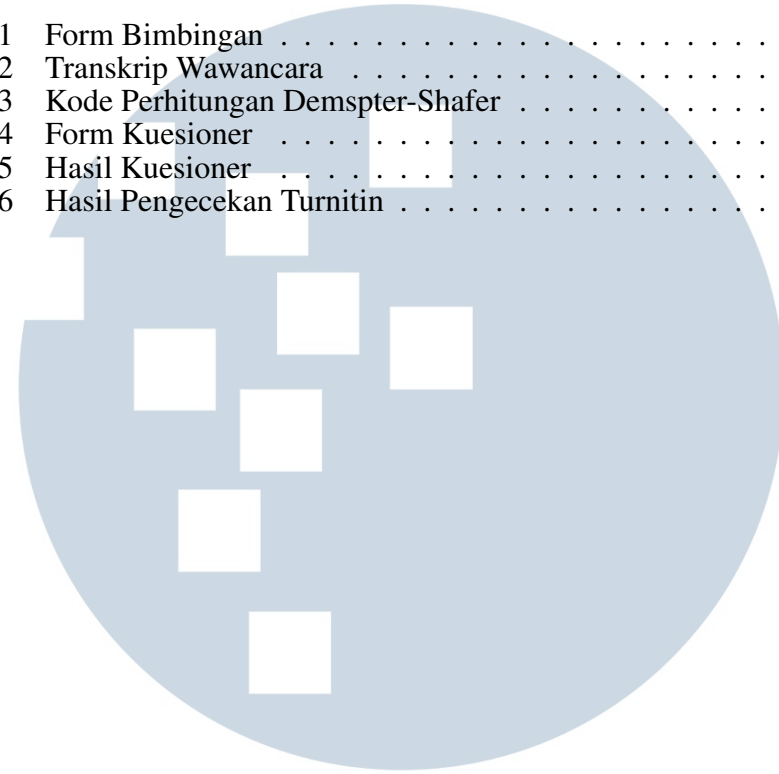 1 Form Bimbingan . . . . . . . . . . . . . . . . . . . . .
2 Transkrip Wawancara . . . . . . . . . . . . . . . . . .
3 Kode Perhitungan Demspter-Shafer . . . . . . . . . . .
4 Form Kuesioner . . . . . . . . . . . . . . . . . . . . .
5 Hasil Kuesioner . . . . . . . . . . . . . . . . . . . . .
6 Hasil Pengecekan Turnitin . . . . . . . . . . . . . . . .